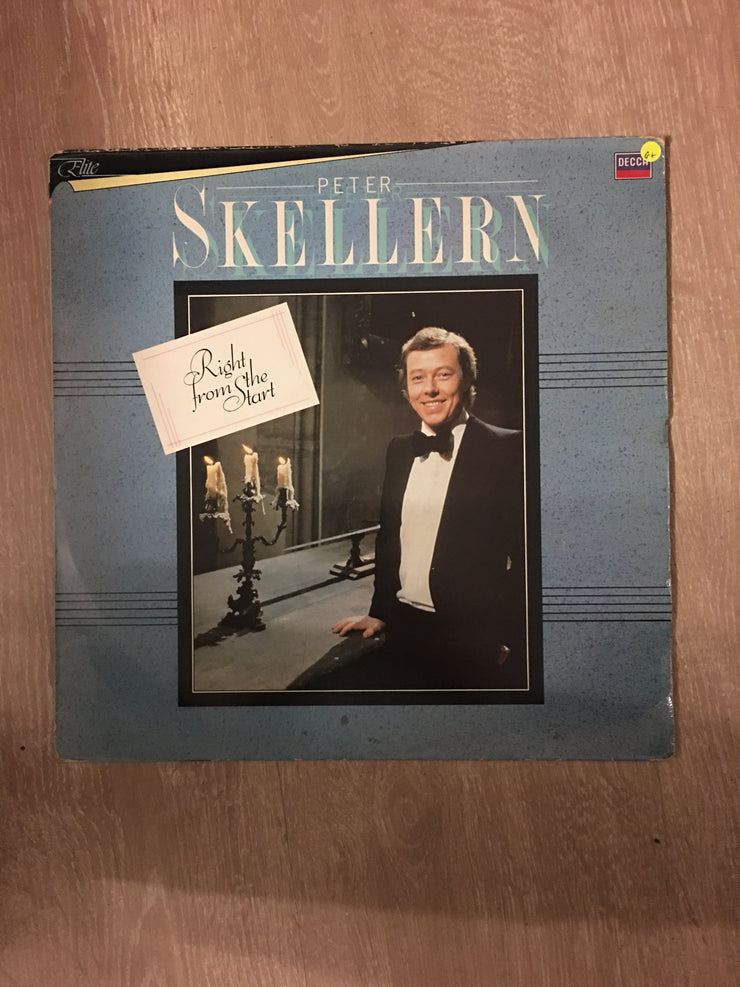 Elite
DECCA
G+
PETER
SKELLERN
Right
from the
Start